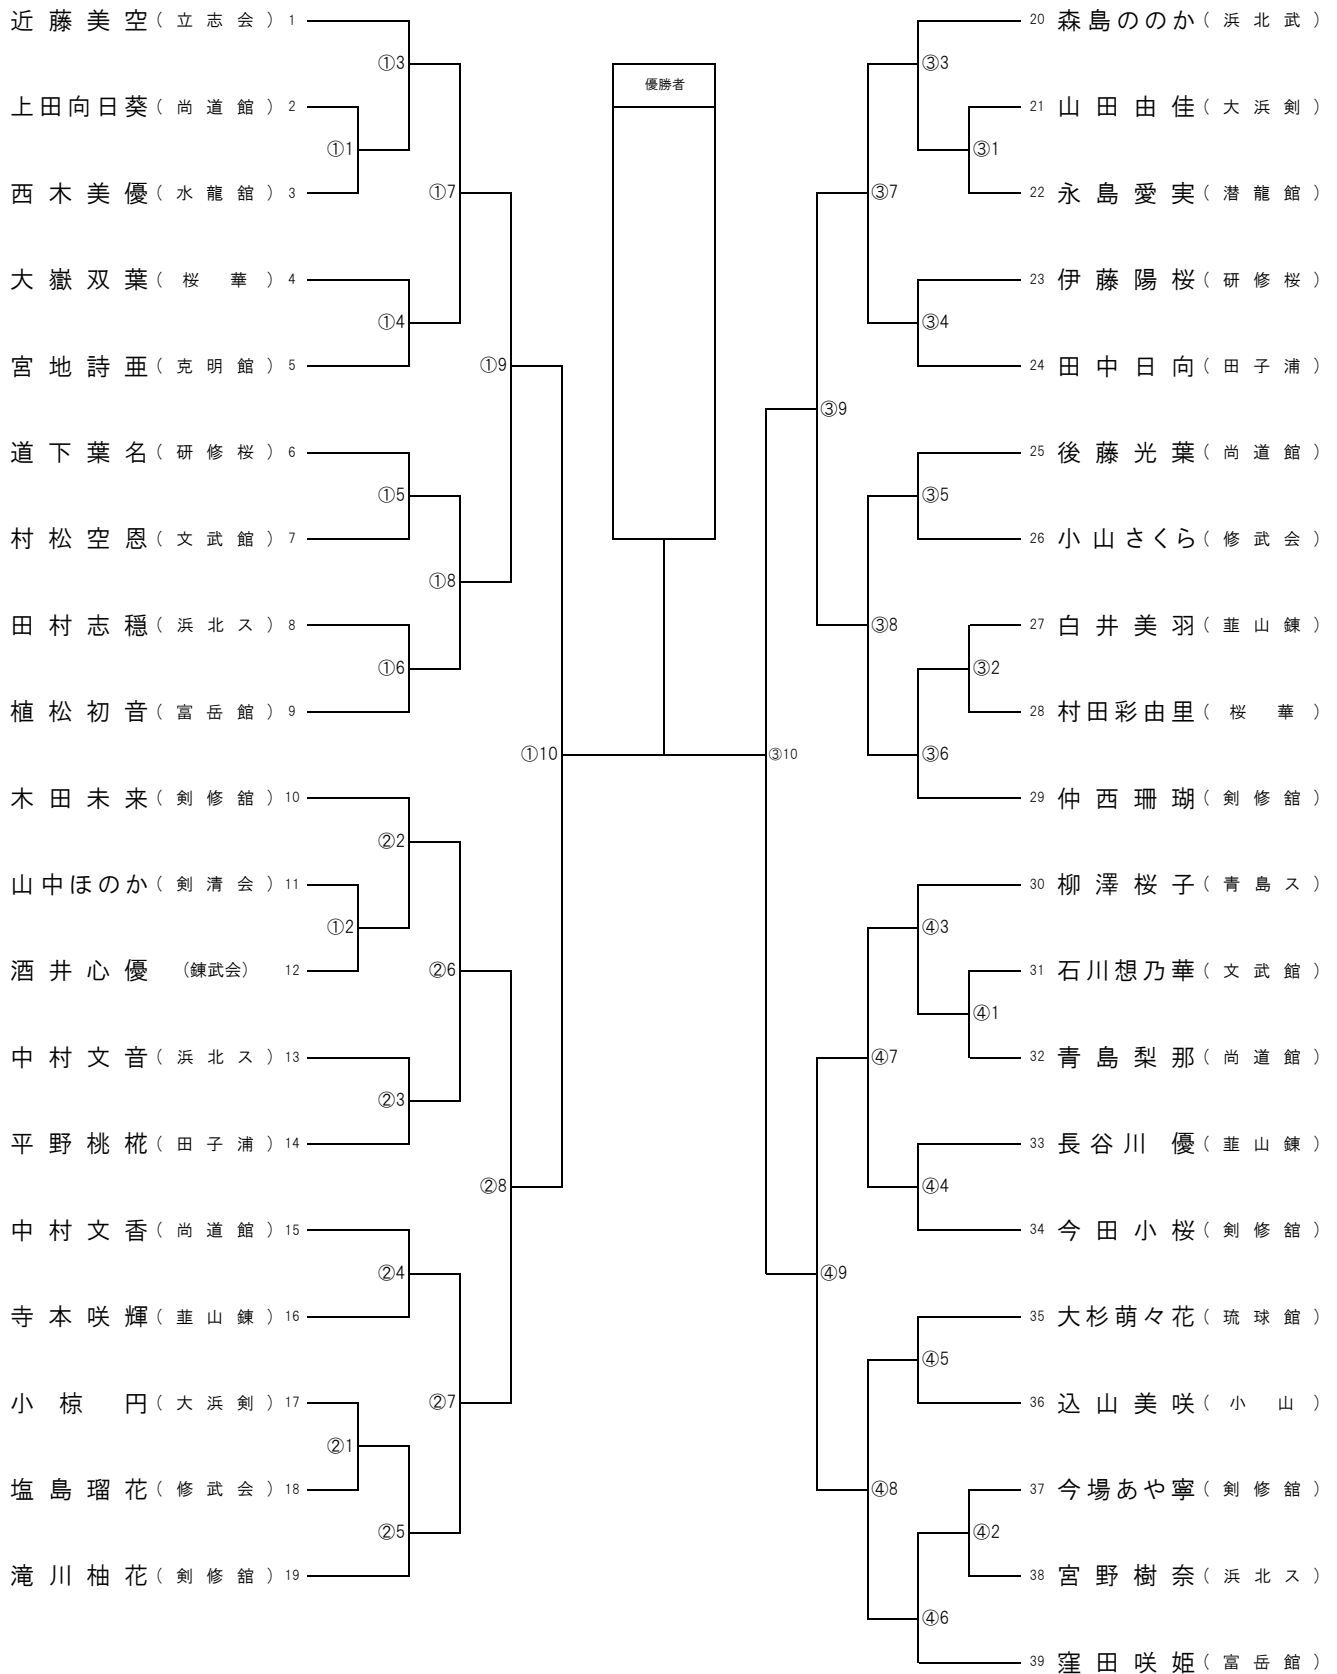 近藤美空（立志会）1
①3
上田向日葵（尚道館）2
①1
西木美優（水龍舘）3
①7
大嶽双葉（桜華）4
①4
宮地詩亜（克明館）5
①9
道下葉名（研修桜）6
①5
村松空恩（文武館）7
①8
田村志穏（浜北ス）8
①6
植松初音（富岳館）9
①10
木田未来（剣修舘）10
②2
山中ほのか（剣清会）11
①2
酒井心優（錬武会）12
②6
中村文音（浜北ス）13
②3
平野桃椛（田子浦）14
②8
中村文香（尚道館）15
②4
寺本咲輝（韮山錬）16
②7
小椋円（大浜剣）17
②1
塩島瑠花（修武会）18
②5
滝川柚花（剣修舘）19
優勝者
20 森島ののか（浜北武）
③3
21 山田由佳（大浜剣）
③1
22 永島愛実（潜龍館）
③7
23 伊藤陽桜（研修桜）
③4
24 田中日向（田子浦）
③9
25 後藤光葉（尚道館）
③5
26 小山さくら（修武会）
③8
27 白井美羽（韮山錬）
③2
28 村田彩由里（桜華）
③6
③10
29 仲西珊瑚（剣修舘）
30 柳澤桜子（青島ス）
④3
31 石川想乃華（文武館）
④1
32 青島梨那（尚道館）
④7
33 長谷川優（韮山錬）
④4
34 今田小桜（剣修舘）
④9
35 大杉萌々花（琉球館）
④5
36 込山美咲（小山）
④8
37 今場あや寧（剣修舘）
④2
38 宮野樹奈（浜北ス）
④6
39 窪田咲姫（富岳館）